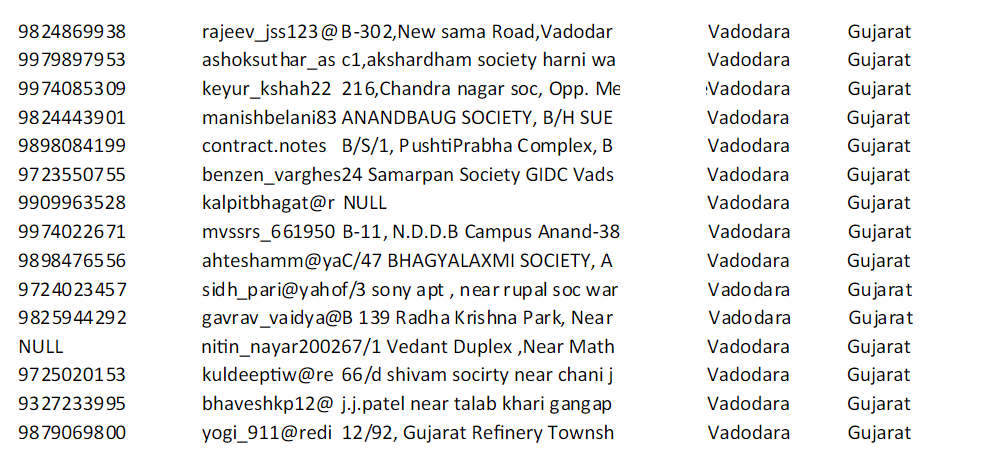 9824869938 rajeev_jss123@ B-302,New sama Road,Vadodar Vadodara Gujarat
9979897953 ashoksuthar_as c1,akshardham society harni wa Vadodara Gujarat
9974085309 keyur_kshah22 216,Chandra nagar soc, Opp. Me Vadodara Gujarat
9824443901 manishbelani83 ANANDBAUG SOCIETY, B/H SUE Vadodara Gujarat
9898084199 contract.notes B/S/1, PushtiPrabha Complex, B Vadodara Gujarat
9723550755 benzen_varghes 24 Samarpan Society GIDC Vads Vadodara Gujarat
9909963528 kalpitbhagat@r NULL Vadodara Gujarat
9974022671 mvssrs_661950 B-11, N.D.D.B Campus Anand-38 Vadodara Gujarat
9898476556 ahteshamm@ya C/47 BHAGYALAXMI SOCIETY, A Vadodara Gujarat
9724023457 sidh_pari@yaho f/3 sony apt , near rupal soc war Vadodara Gujarat
9825944292 gavrav_vaidya@ B 139 Radha Krishna Park, Near Vadodara Gujarat
NULL nitin_nayar2002 67/1 Vedant Duplex ,Near Math Vadodara Gujarat
9725020153 kuldeeptiw@re 66/d shivam socirty near chani j Vadodara Gujarat
9327233995 bhaveshkp12@ j.j.patel near talab khari gangap Vadodara Gujarat
9879069800 yogi_911@redi 12/92, Gujarat Refinery Townsh Vadodara Gujarat